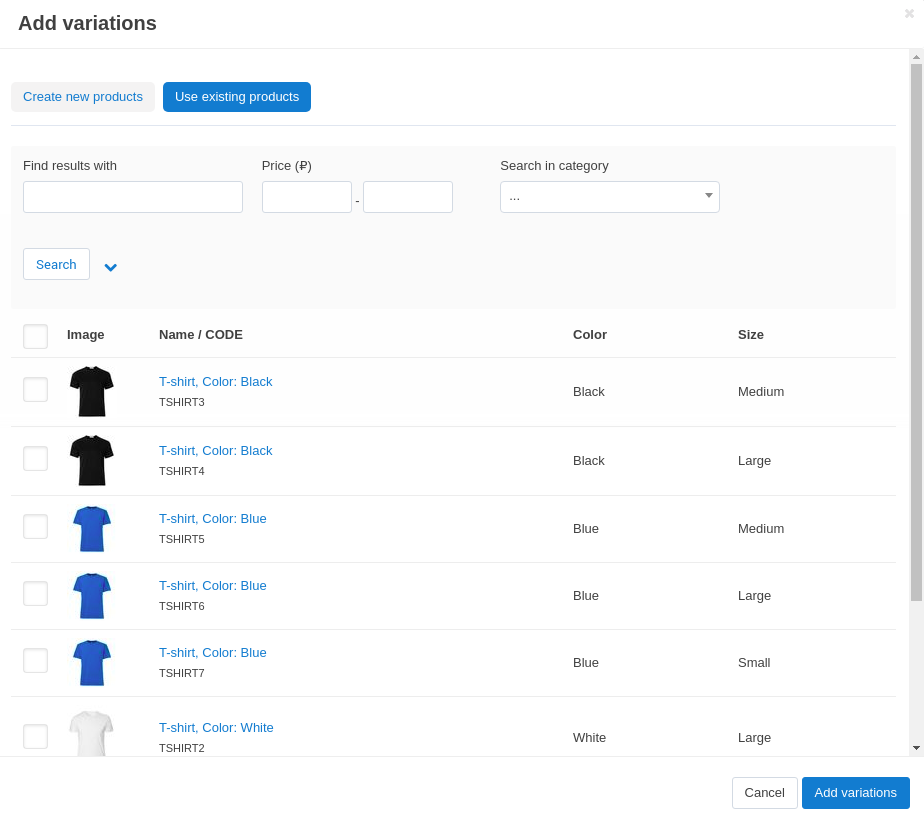 Add variations
Create new products Use existing products
Find results with Price (₽) Search in category
- ...
Search
Image Name / CODE Color Size
T-shirt, Color: Black
TSHIRT3
Black Medium
T-shirt, Color: Black
TSHIRT4
Black Large
T-shirt, Color: Blue
TSHIRT5
Blue Medium
T-shirt, Color: Blue
TSHIRT6
Blue Large
T-shirt, Color: Blue
TSHIRT7
Blue Small
T-shirt, Color: White
TSHIRT2
White Large
Cancel Add variations